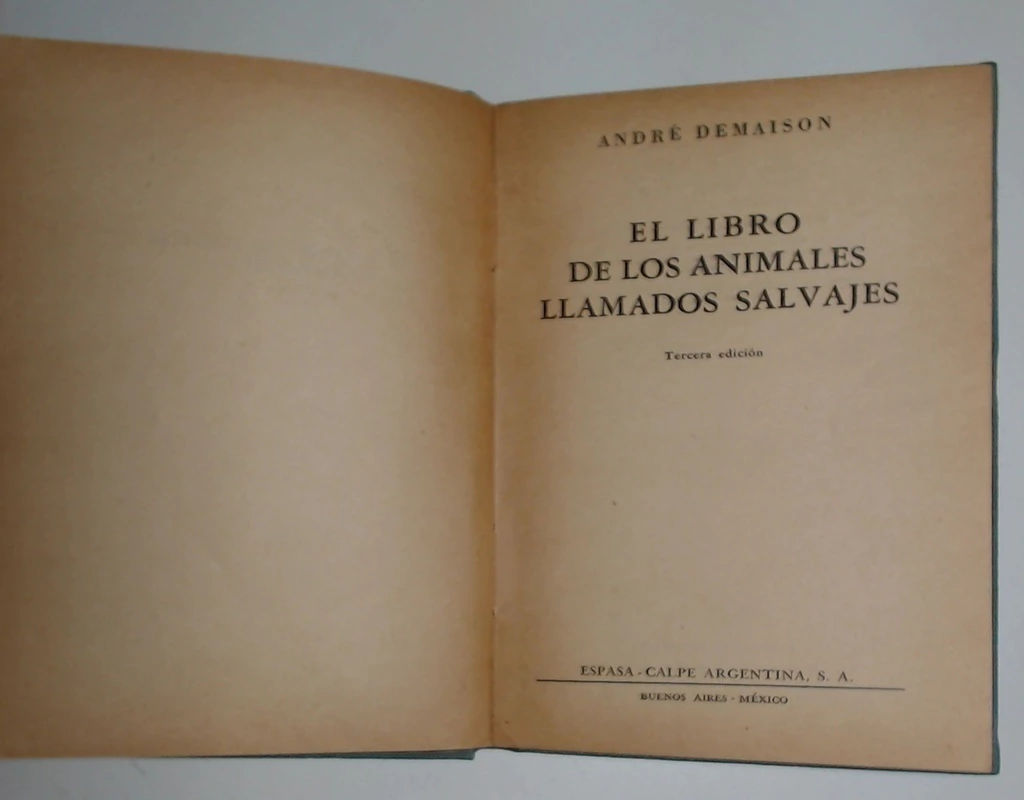 ANDRÉ DEMAISON
EL LIBRO
DE LOS ANIMALES
LLAMADOS SALVAJES
Tercera edición
ESPASA - CALPE ARGENTINA, S. A.
BUENOS AIRES - MÉXICO